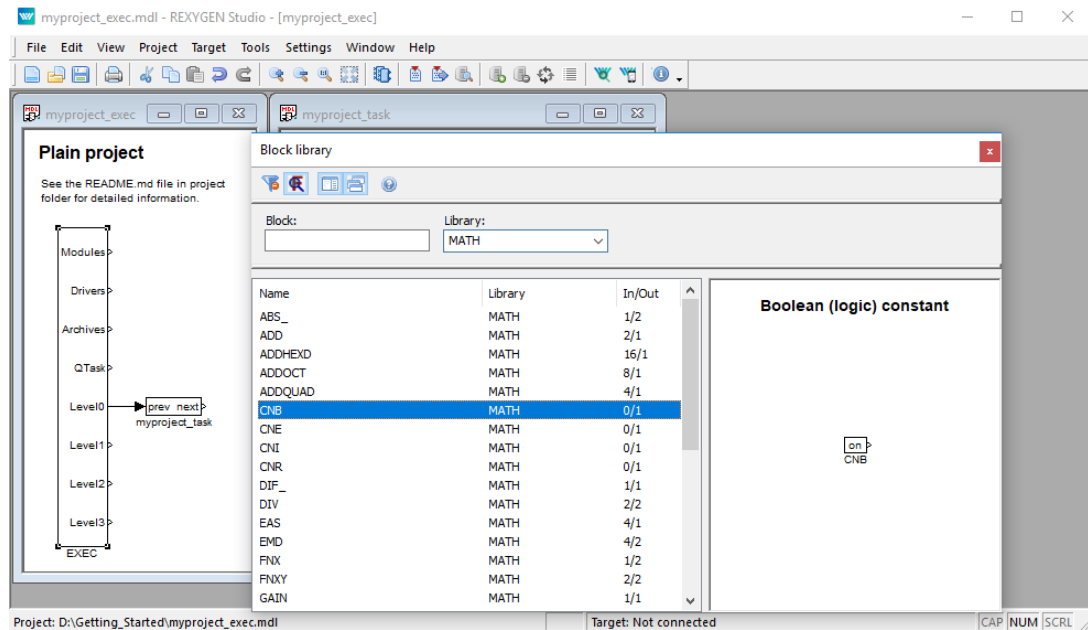 myproject_exec.mdl - REXYGEN Studio - [myproject_exec]
File Edit View Project Target Tools Settings Window Help
myproject_exec
myproject_task
Plain project
See the README.md file in project
folder for detailed information.
Modules
Drivers
Archives
QTask
Level0
prev next
myproject_task
Level1
Level2
Level3
EXEC
Block library
Block:
Library:
MATH
Name Library In/Out
ABS_ MATH 1/2
ADD MATH 2/1
ADDHEXD MATH 16/1
ADDOCT MATH 8/1
ADDQUAD MATH 4/1
CNB MATH 0/1
CNE MATH 0/1
CNI MATH 0/1
CNR MATH 0/1
DIF_ MATH 1/1
DIV MATH 2/2
EAS MATH 4/1
EMD MATH 4/2
FNX MATH 1/2
FNXY MATH 2/2
GAIN MATH 1/1
Boolean (logic) constant
on
CNB
Project: D:\Getting_Started\myproject_exec.mdl
Target: Not connected
CAP NUM SCRL